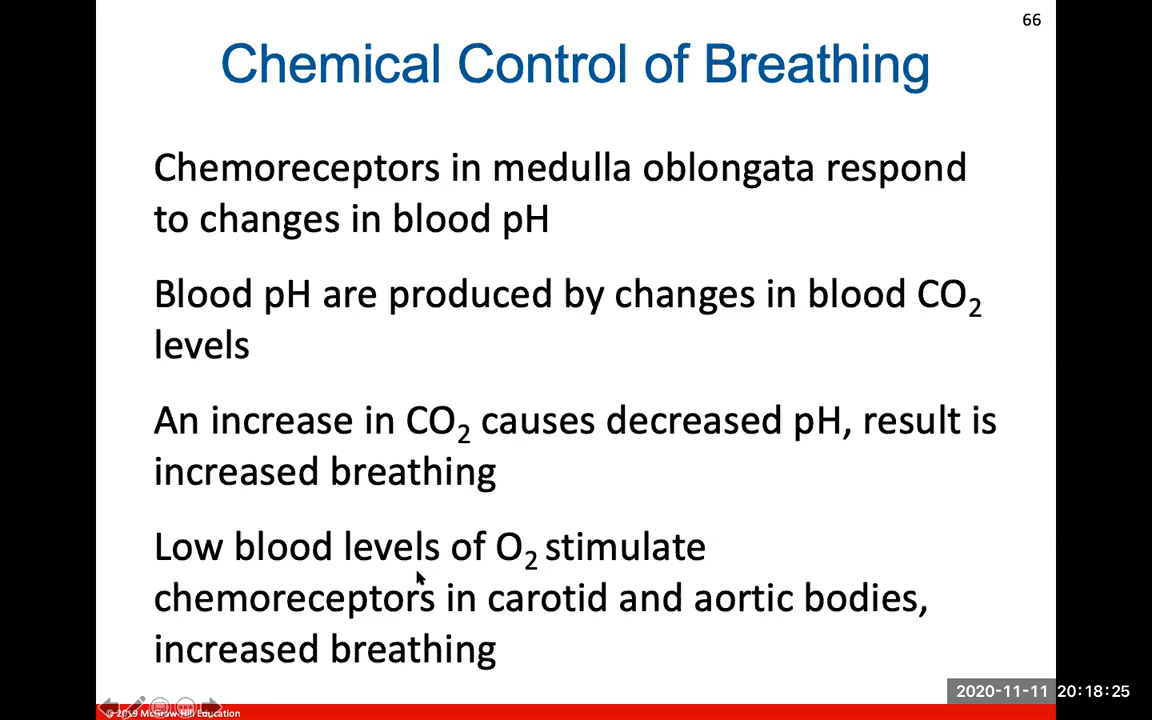 66
Chemical Control of Breathing
Chemoreceptors in medulla oblongata respond
to changes in blood pH
Blood pH are produced by changes in blood CO₂
levels
An increase in CO₂ causes decreased pH, result is
increased breathing
Low blood levels of O₂ stimulate
chemoreceptors in carotid and aortic bodies,
increased breathing
2020-11-11 20:18:25
© 2019 McGraw-Hill Education